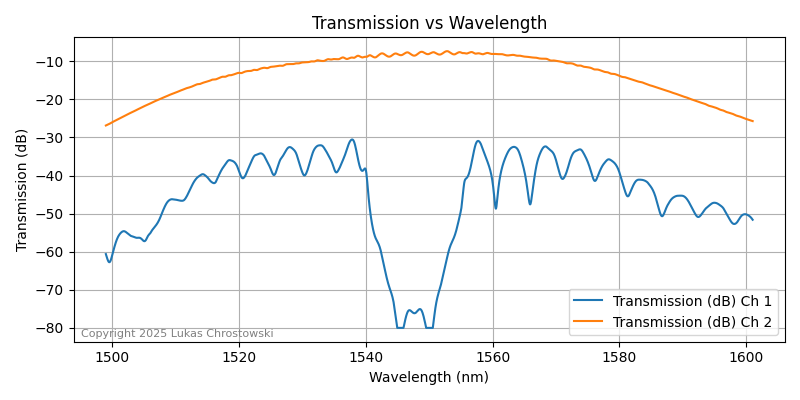 Transmission vs Wavelength
Transmission (dB)
−10
−20
−30
−40
−50
−60
−70
−80
Transmission (dB) Ch 1
Transmission (dB) Ch 2
Copyright 2025 Lukas Chrostowski
1500
1520
1540
1560
1580
1600
Wavelength (nm)